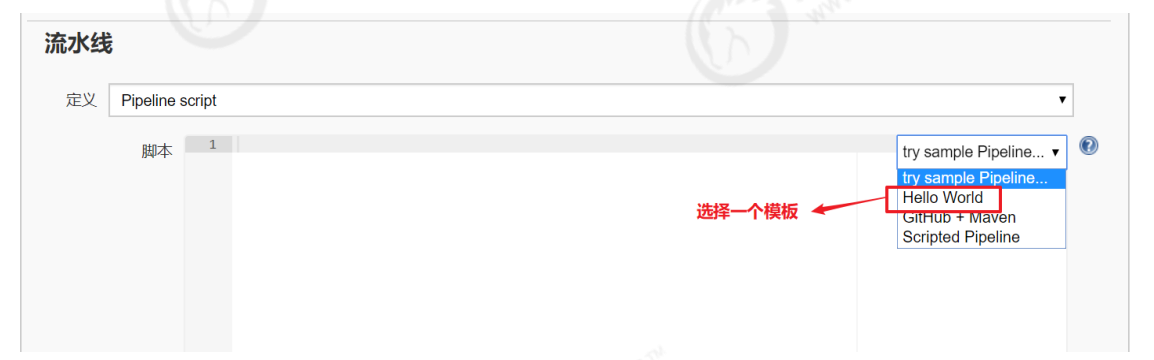 流水线
定义 Pipeline script
脚本 1 try sample Pipeline...
try sample Pipeline...
Hello World
选择一个模板
GitHub + Maven
Scripted Pipeline